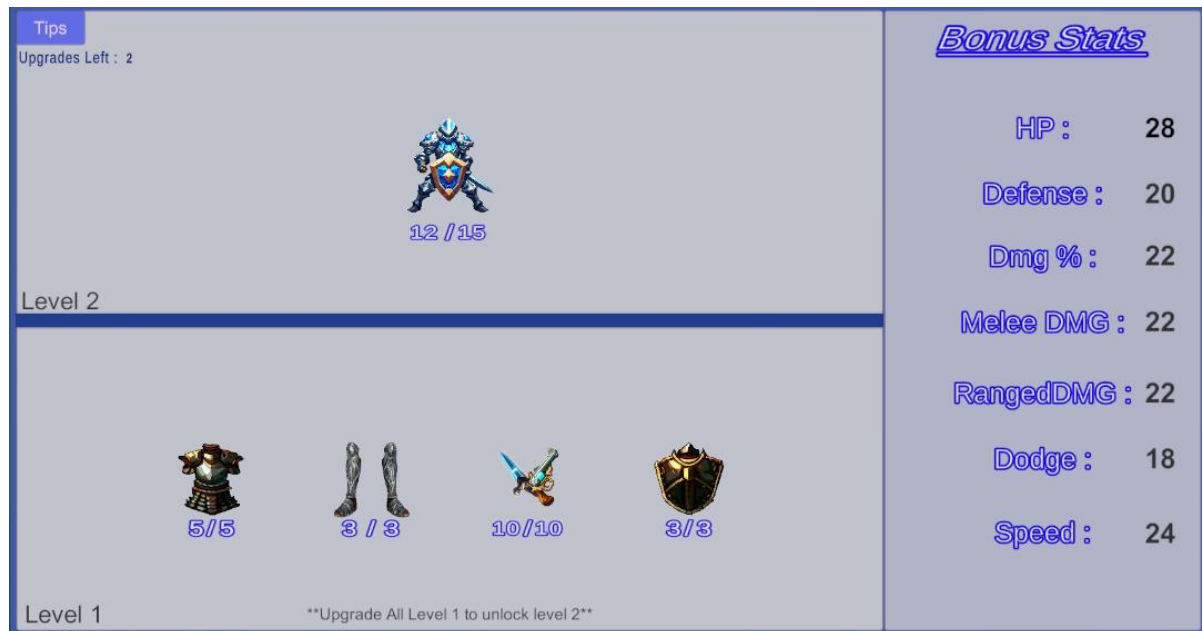 Tips
Upgrades Left : 2
12 / 15
Level 2
5/5
3 / 3
10/10
3/3
Level 1
**Upgrade All Level 1 to unlock level 2**
Bonus Stats
HP : 28
Defense : 20
Dmg % : 22
Melee DMG : 22
RangedDMG : 22
Dodge : 18
Speed : 24